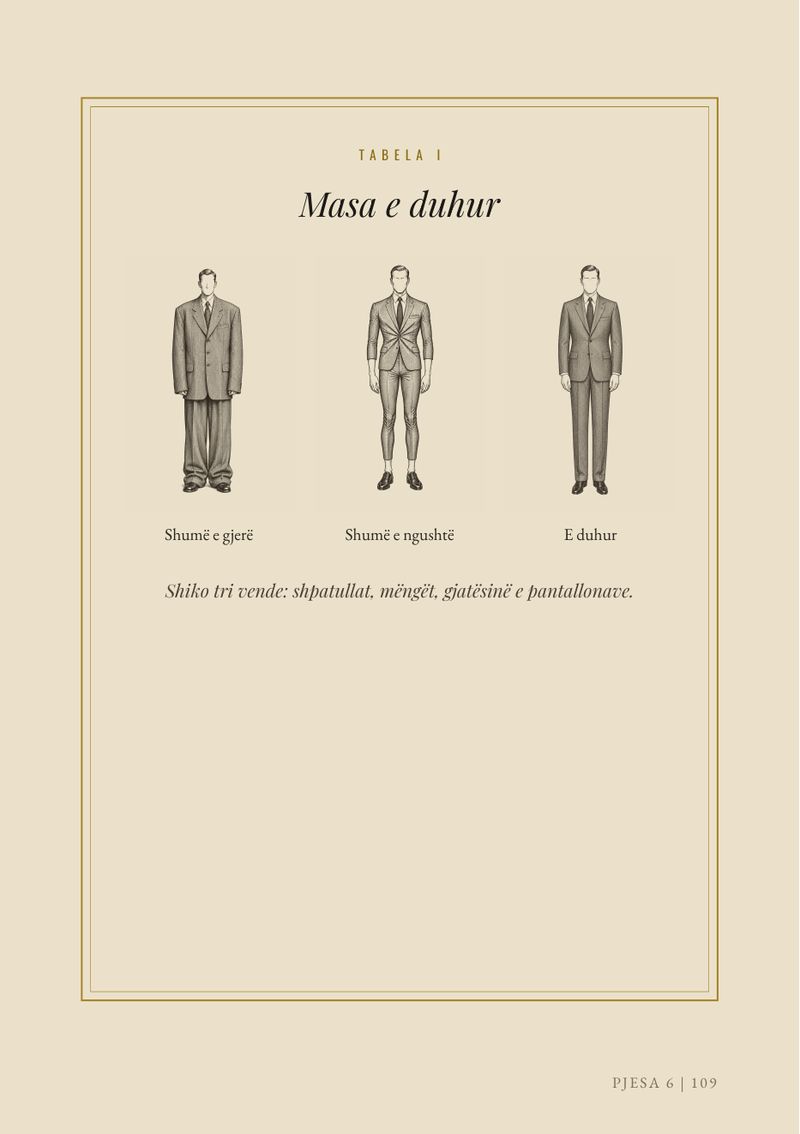 TABELA I
Masa e duhur
Shumë e gjerë
Shumë e ngushtë
E duhur
Shiko tri vende: shpatullat, mëngët, gjatësinë e pantallonave.
PJESA 6 | 109